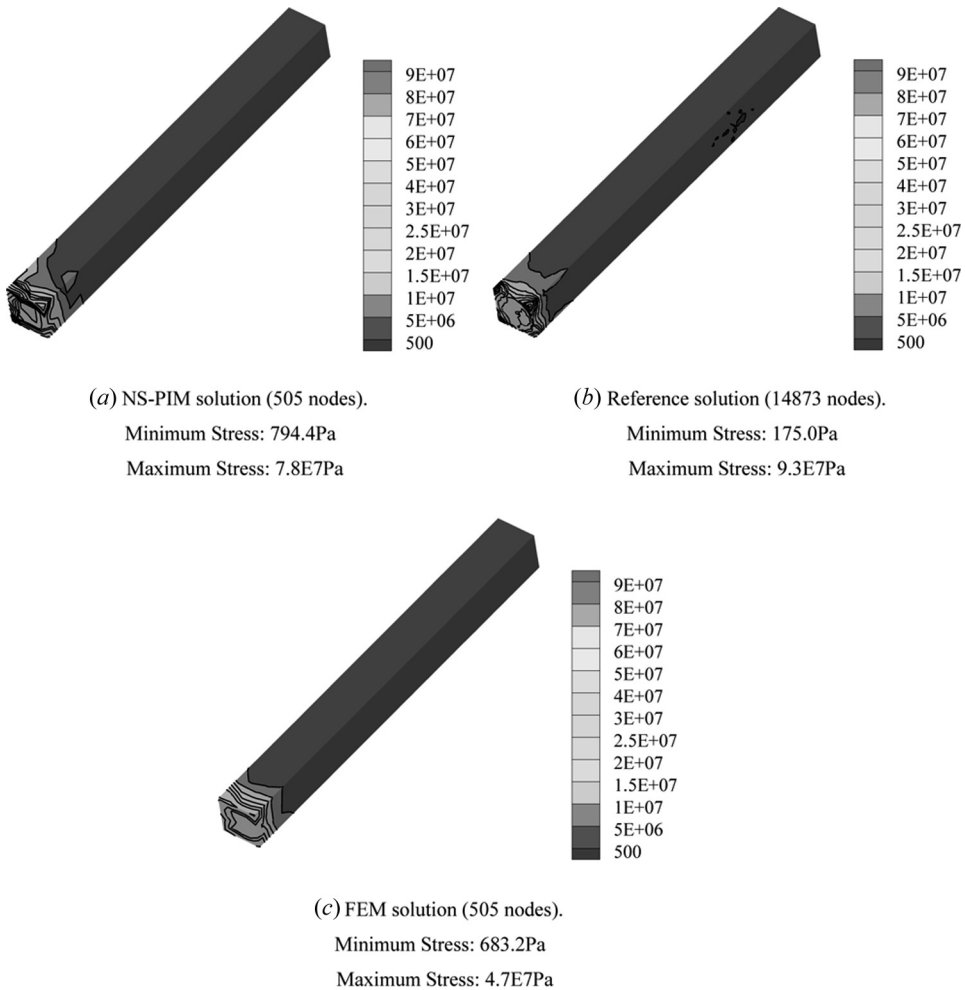 9E+07
8E+07
7E+07
6E+07
5E+07
4E+07
3E+07
2.5E+07
2E+07
1.5E+07
1E+07
5E+06
500
9E+07
8E+07
7E+07
6E+07
5E+07
4E+07
3E+07
2.5E+07
2E+07
1.5E+07
1E+07
5E+06
500
(a) NS-PIM solution (505 nodes).
Minimum Stress: 794.4Pa
Maximum Stress: 7.8E7Pa
(b) Reference solution (14873 nodes).
Minimum Stress: 175.0Pa
Maximum Stress: 9.3E7Pa
9E+07
8E+07
7E+07
6E+07
5E+07
4E+07
3E+07
2.5E+07
2E+07
1.5E+07
1E+07
5E+06
500
(c) FEM solution (505 nodes).
Minimum Stress: 683.2Pa
Maximum Stress: 4.7E7Pa